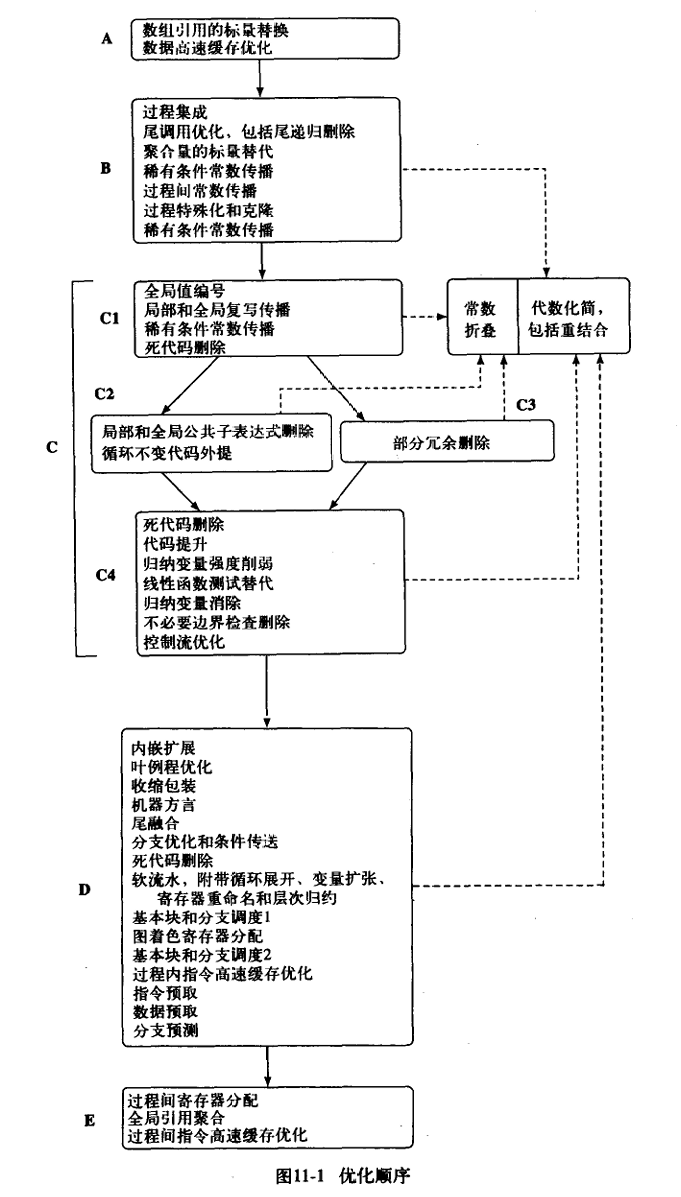 A
数组引用的标量替换
数据高速缓存优化
B
过程集成
尾调用优化，包括尾递归删除
聚合量的标量替代
稀有条件常数传播
过程间常数传播
过程特殊化和克隆
稀有条件常数传播
C
C1
全局值编号
局部和全局复写传播
稀有条件常数传播
死代码删除
常数
折叠
代数化简，
包括重结合
C2
局部和全局公共子表达式删除
循环不变代码外提
C3
部分冗余删除
C4
死代码删除
代码提升
归纳变量强度削弱
线性函数测试替代
归纳变量消除
不必要边界检查删除
控制流优化
D
内嵌扩展
叶例程优化
收缩包装
机器方言
尾融合
分支优化和条件传送
死代码删除
软流水，附带循环展开、变量扩张、
寄存器重命名和层次归约
基本块和分支调度1
图着色寄存器分配
基本块和分支调度2
过程内指令高速缓存优化
指令预取
数据预取
分支预测
E
过程间寄存器分配
全局引用聚合
过程间指令高速缓存优化
图11-1 优化顺序